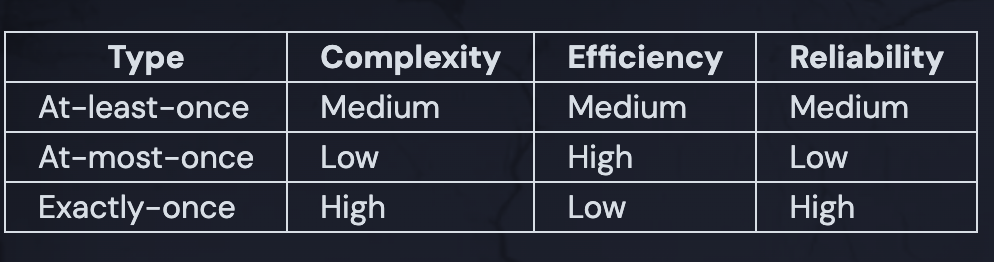 Type Complexity Efficiency Reliability
At-least-once Medium Medium Medium
At-most-once Low High Low
Exactly-once High Low High